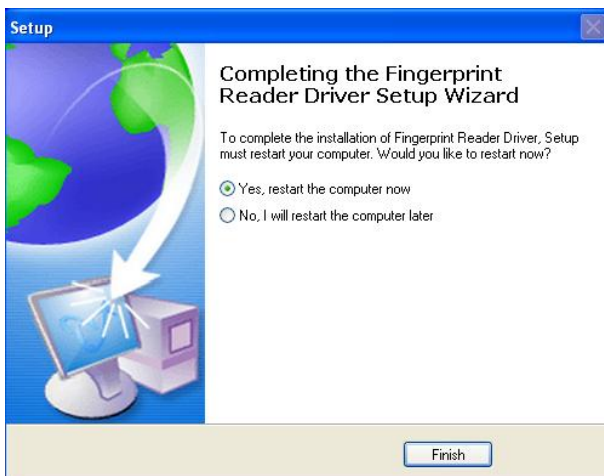 Setup
Completing the Fingerprint
Reader Driver Setup Wizard
To complete the installation of Fingerprint Reader Driver, Setup
must restart your computer. Would you like to restart now?
Yes, restart the computer now
No, I will restart the computer later
Finish